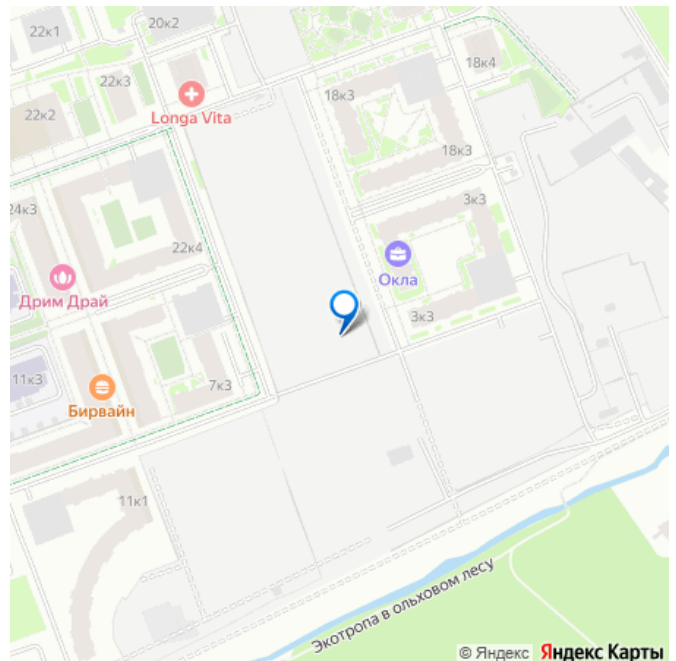 22к1
20к2
22к3
18к4
18к3
Longa Vita
22к2
18к3
24к3
3к3
22к4
Окла
Дрим Драй
3к3
11к3
7к3
Бирвайн
11к1
Экотропа в ольховом лесу
© Яндекс Яндекс Карты